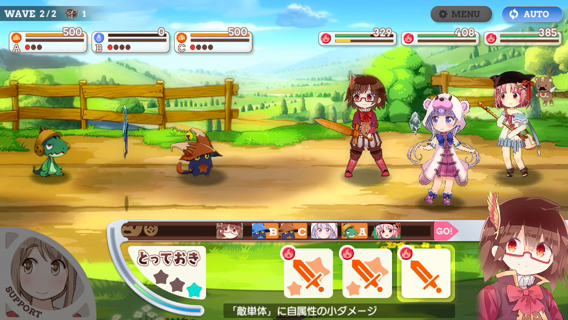 WAVE 2/2 1
MENU
AUTO
500
A
0
B
500
C
329
408
385
B C A GO!
とっておき
SUPPORT
「敵単体」に自属性の小ダメージ